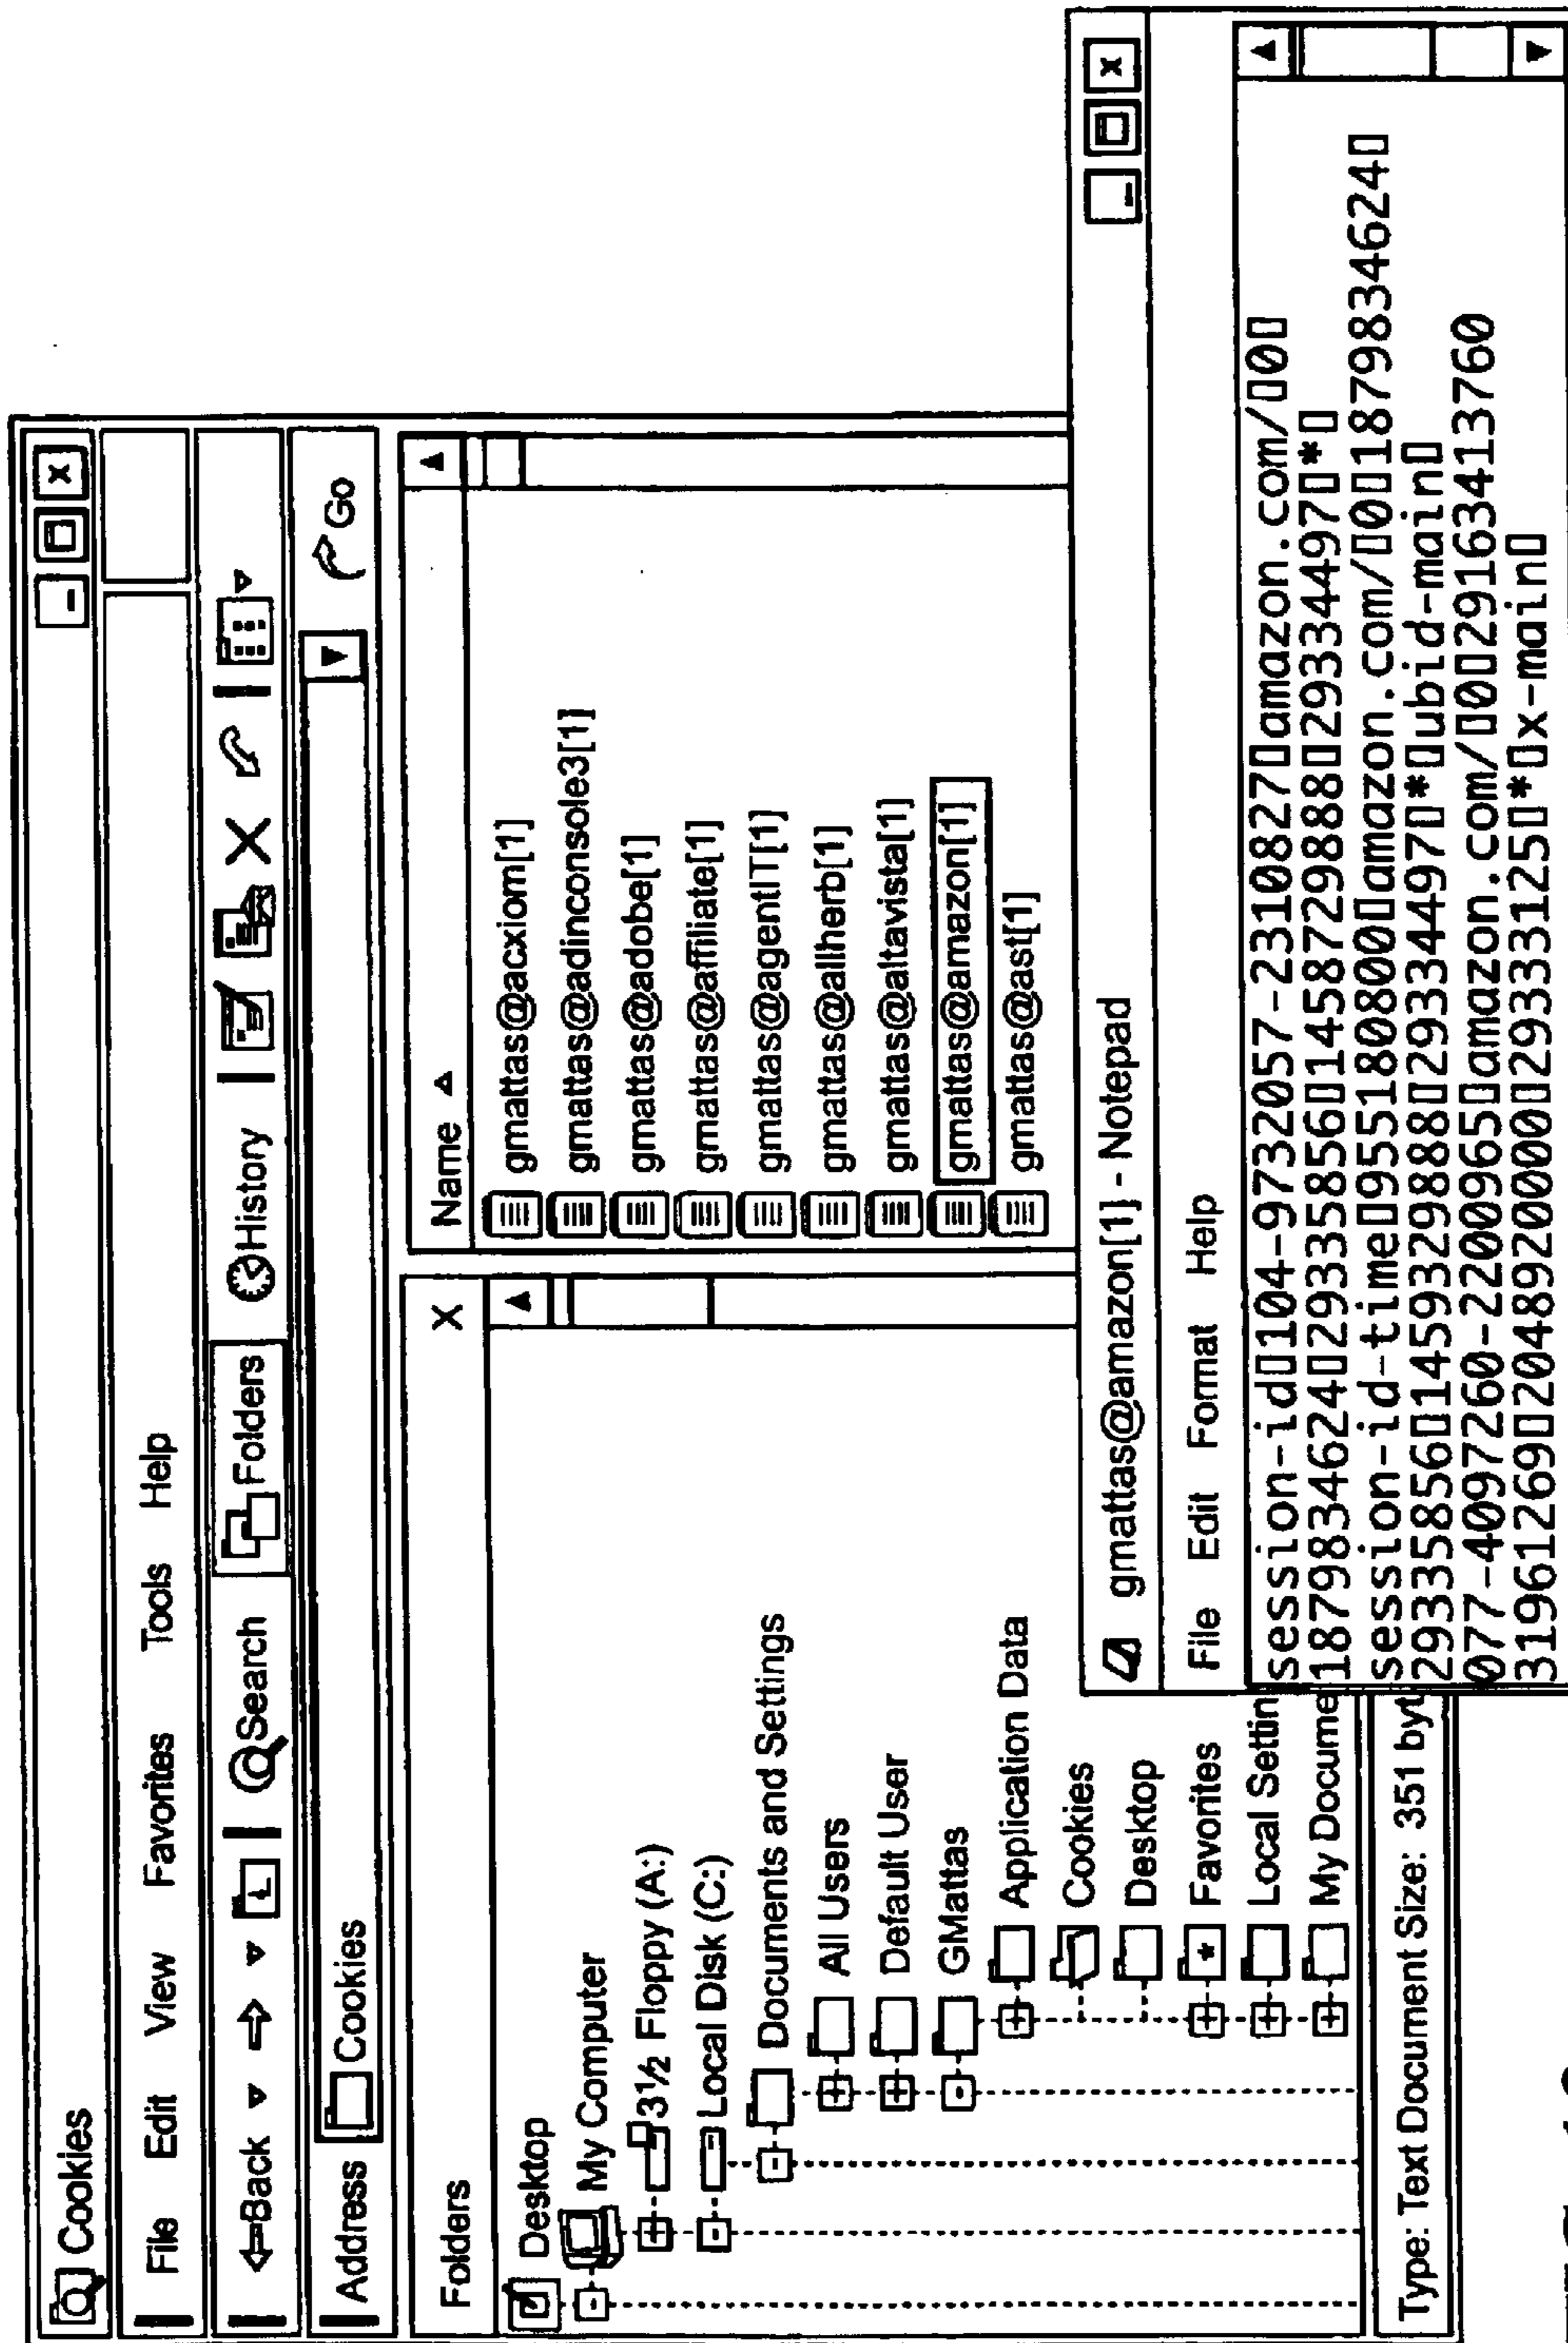 Cookies
File Edit View Favorites Tools Help
Back Search Folders History
Address Cookies Go
Folders X
Desktop
My Computer
3½ Floppy (A:)
Local Disk (C:)
Documents and Settings
All Users
Default User
GMattas
Application Data
Cookies
Desktop
Favorites
Local Settin
My Docume
Type: Text Document Size: 351 byt
Name
gmattas@acxiom[1]
gmattas@adinconsole3[1]
gmattas@adobe[1]
gmattas@affiliate[1]
gmattas@agentIT[1]
gmattas@allherb[1]
gmattas@altavista[1]
gmattas@amazon[1]
gmattas@ast[1]
gmattas@amazon[1] - Notepad
File Edit Format Help
session-id▯104-9732057-2310827▯amazon.com/▯0▯
1879834624▯29335856▯1458729888▯29334497▯*▯
session-id-time▯955180800▯amazon.com/▯0▯1879834624▯
29335856▯1459329888▯29334497▯*▯ubid-main▯
077-4097260-2200965▯amazon.com/▯0▯2916341376​0
31961269▯2048920000▯29333125▯*▯x-main▯